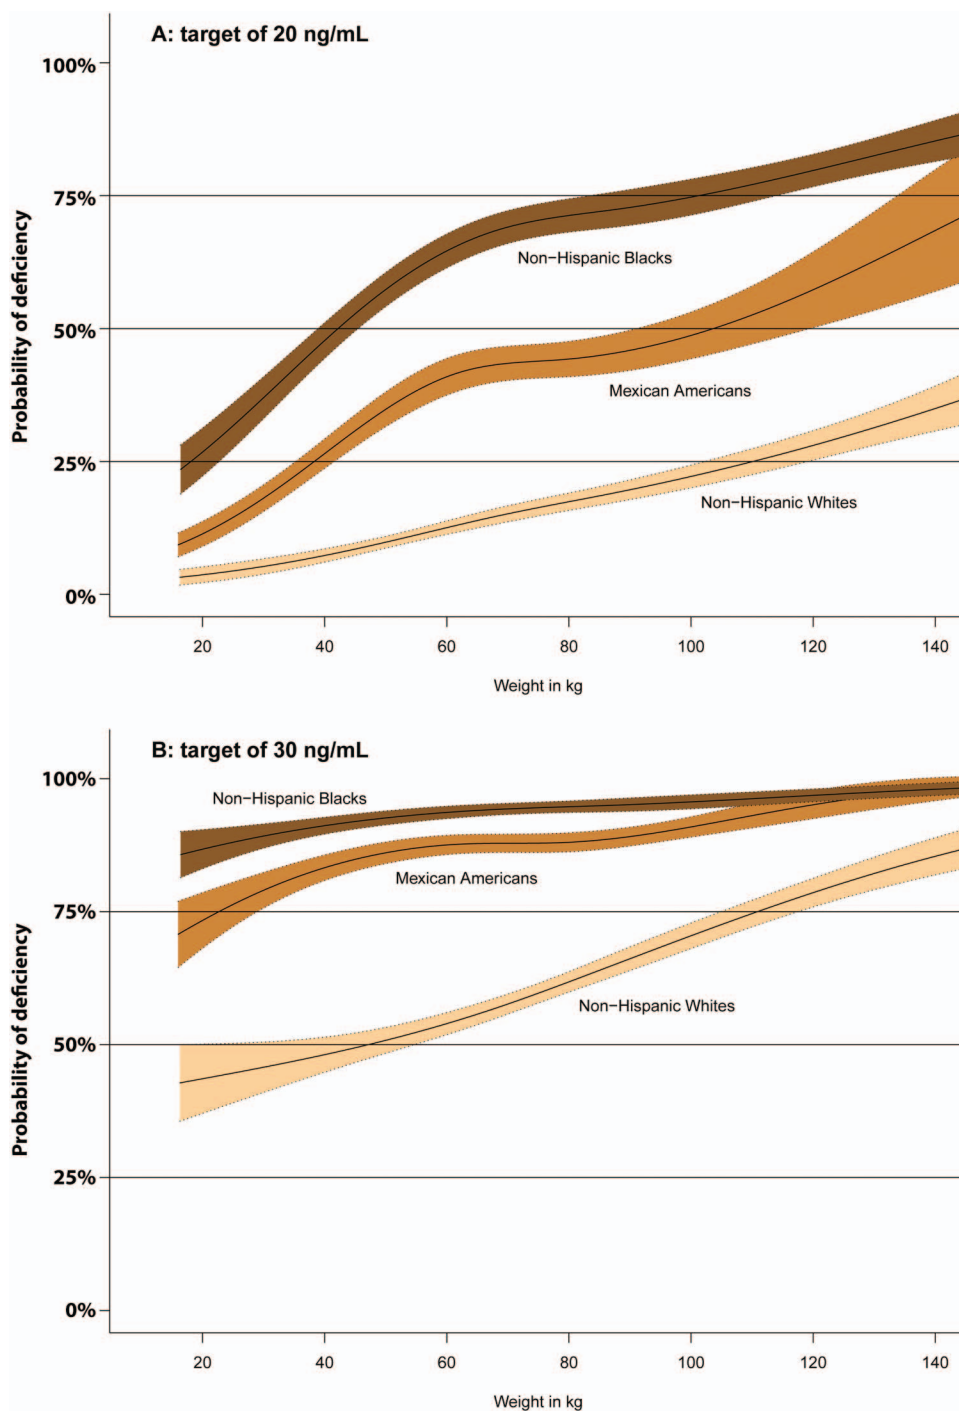 A: target of 20 ng/mL
100%
75%
50%
25%
0%
Probability of deficiency
Non-Hispanic Blacks
Mexican Americans
Non-Hispanic Whites
20 40 60 80 100 120 140
Weight in kg
B: target of 30 ng/mL
100%
75%
50%
25%
0%
Probability of deficiency
Non-Hispanic Blacks
Mexican Americans
Non-Hispanic Whites
20 40 60 80 100 120 140
Weight in kg